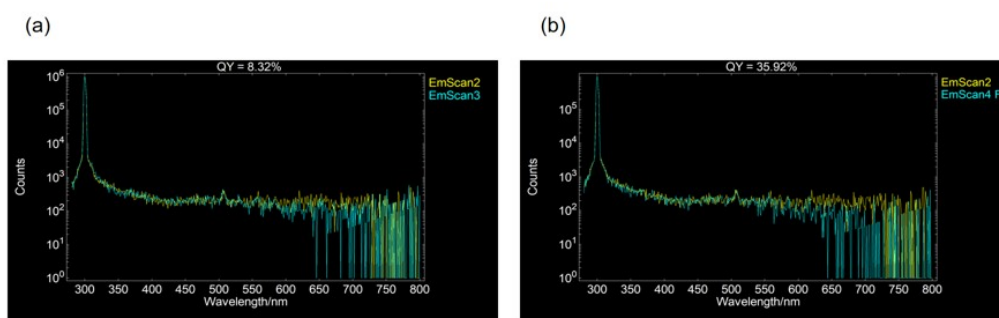 (a)
(b)
QY = 8.32%
EmScan2
EmScan3
10⁶
10⁵
10⁴
10³
10²
10¹
10⁰
Counts
300 350 400 450 500 550 600 650 700 750 800
Wavelength/nm
QY = 35.92%
EmScan2
EmScan4 F
10⁶
10⁵
10⁴
10³
10²
10¹
10⁰
Counts
300 350 400 450 500 550 600 650 700 750 800
Wavelength/nm